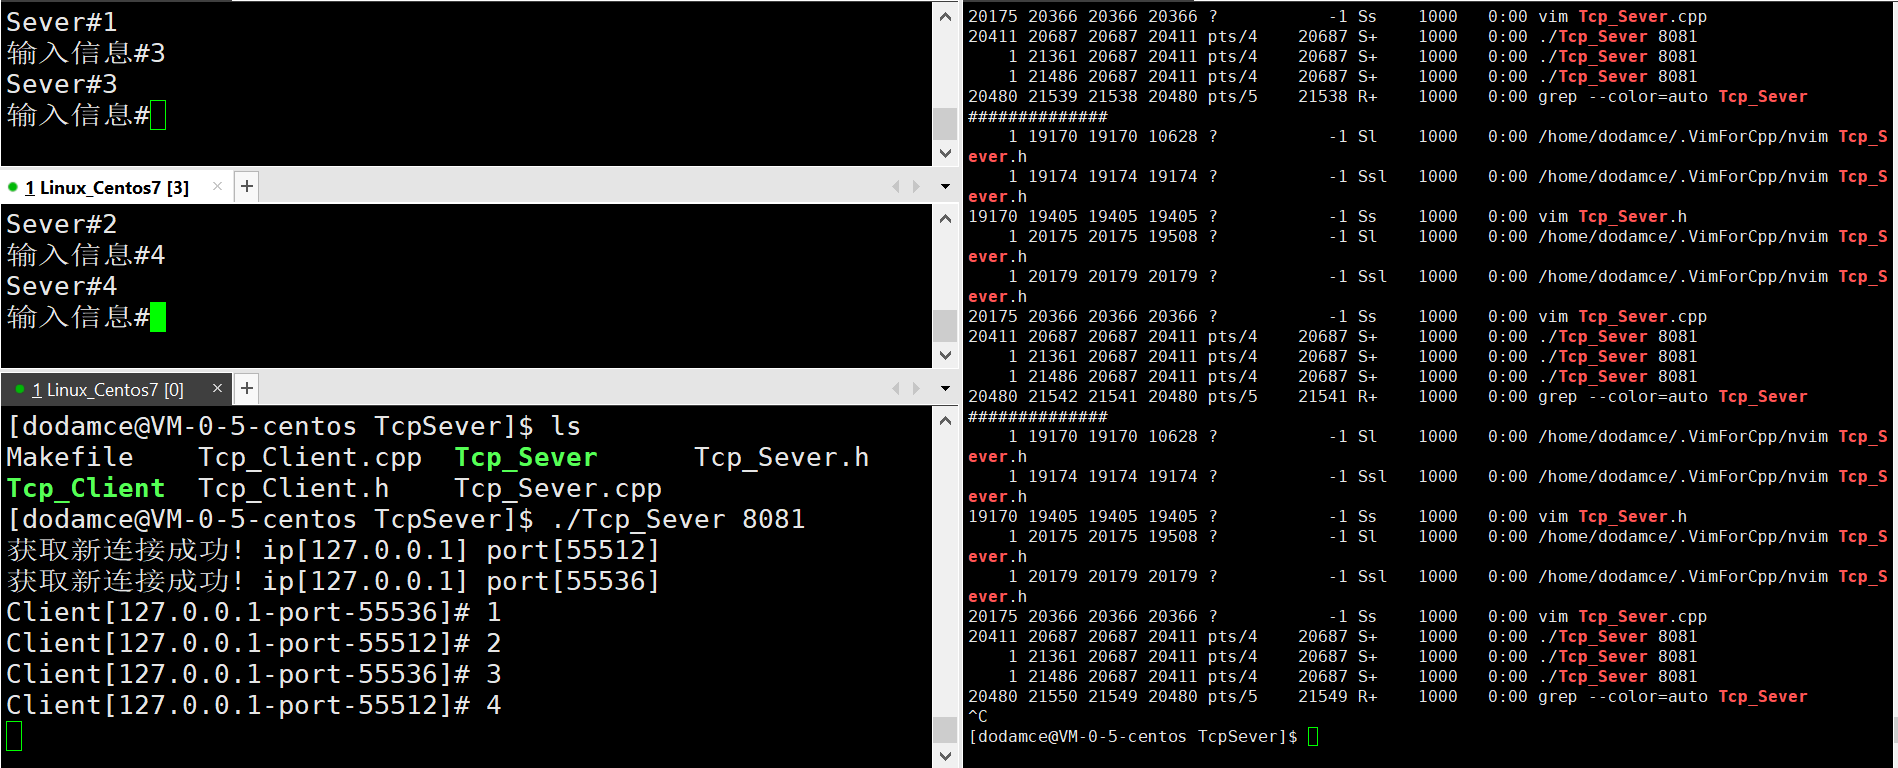 Sever#1
输入信息#3
Sever#3
输入信息#
1 Linux_Centos7 [3] × +
Sever#2
输入信息#4
Sever#4
输入信息#
1 Linux_Centos7 [0] × +
[dodamce@VM-0-5-centos TcpSever]$ ls
Makefile    Tcp_Client.cpp  Tcp_Sever      Tcp_Sever.h
Tcp_Client  Tcp_Client.h    Tcp_Sever.cpp
[dodamce@VM-0-5-centos TcpSever]$ ./Tcp_Sever 8081
获取新连接成功! ip[127.0.0.1] port[55512]
获取新连接成功! ip[127.0.0.1] port[55536]
Client[127.0.0.1-port-55536]# 1
Client[127.0.0.1-port-55512]# 2
Client[127.0.0.1-port-55536]# 3
Client[127.0.0.1-port-55512]# 4
20175 20366 20366 20366 ?           -1 Ss    1000   0:00 vim Tcp_Sever.cpp
20411 20687 20687 20411 pts/4    20687 S+    1000   0:00 ./Tcp_Sever 8081
    1 21361 20687 20411 pts/4    20687 S+    1000   0:00 ./Tcp_Sever 8081
    1 21486 20687 20411 pts/4    20687 S+    1000   0:00 ./Tcp_Sever 8081
20480 21539 21538 20480 pts/5    21538 R+    1000   0:00 grep --color=auto Tcp_Sever
##############
    1 19170 19170 10628 ?           -1 Sl    1000   0:00 /home/dodamce/.VimForCpp/nvim Tcp_S
ever.h
    1 19174 19174 19174 ?           -1 Ssl   1000   0:00 /home/dodamce/.VimForCpp/nvim Tcp_S
ever.h
19170 19405 19405 19405 ?           -1 Ss    1000   0:00 vim Tcp_Sever.h
    1 20175 20175 19508 ?           -1 Sl    1000   0:00 /home/dodamce/.VimForCpp/nvim Tcp_S
ever.h
    1 20179 20179 20179 ?           -1 Ssl   1000   0:00 /home/dodamce/.VimForCpp/nvim Tcp_S
ever.h
20175 20366 20366 20366 ?           -1 Ss    1000   0:00 vim Tcp_Sever.cpp
20411 20687 20687 20411 pts/4    20687 S+    1000   0:00 ./Tcp_Sever 8081
    1 21361 20687 20411 pts/4    20687 S+    1000   0:00 ./Tcp_Sever 8081
    1 21486 20687 20411 pts/4    20687 S+    1000   0:00 ./Tcp_Sever 8081
20480 21542 21541 20480 pts/5    21541 R+    1000   0:00 grep --color=auto Tcp_Sever
##############
    1 19170 19170 10628 ?           -1 Sl    1000   0:00 /home/dodamce/.VimForCpp/nvim Tcp_S
ever.h
    1 19174 19174 19174 ?           -1 Ssl   1000   0:00 /home/dodamce/.VimForCpp/nvim Tcp_S
ever.h
19170 19405 19405 19405 ?           -1 Ss    1000   0:00 vim Tcp_Sever.h
    1 20175 20175 19508 ?           -1 Sl    1000   0:00 /home/dodamce/.VimForCpp/nvim Tcp_S
ever.h
    1 20179 20179 20179 ?           -1 Ssl   1000   0:00 /home/dodamce/.VimForCpp/nvim Tcp_S
ever.h
20175 20366 20366 20366 ?           -1 Ss    1000   0:00 vim Tcp_Sever.cpp
20411 20687 20687 20411 pts/4    20687 S+    1000   0:00 ./Tcp_Sever 8081
    1 21361 20687 20411 pts/4    20687 S+    1000   0:00 ./Tcp_Sever 8081
    1 21486 20687 20411 pts/4    20687 S+    1000   0:00 ./Tcp_Sever 8081
20480 21550 21549 20480 pts/5    21549 R+    1000   0:00 grep --color=auto Tcp_Sever
^C
[dodamce@VM-0-5-centos TcpSever]$